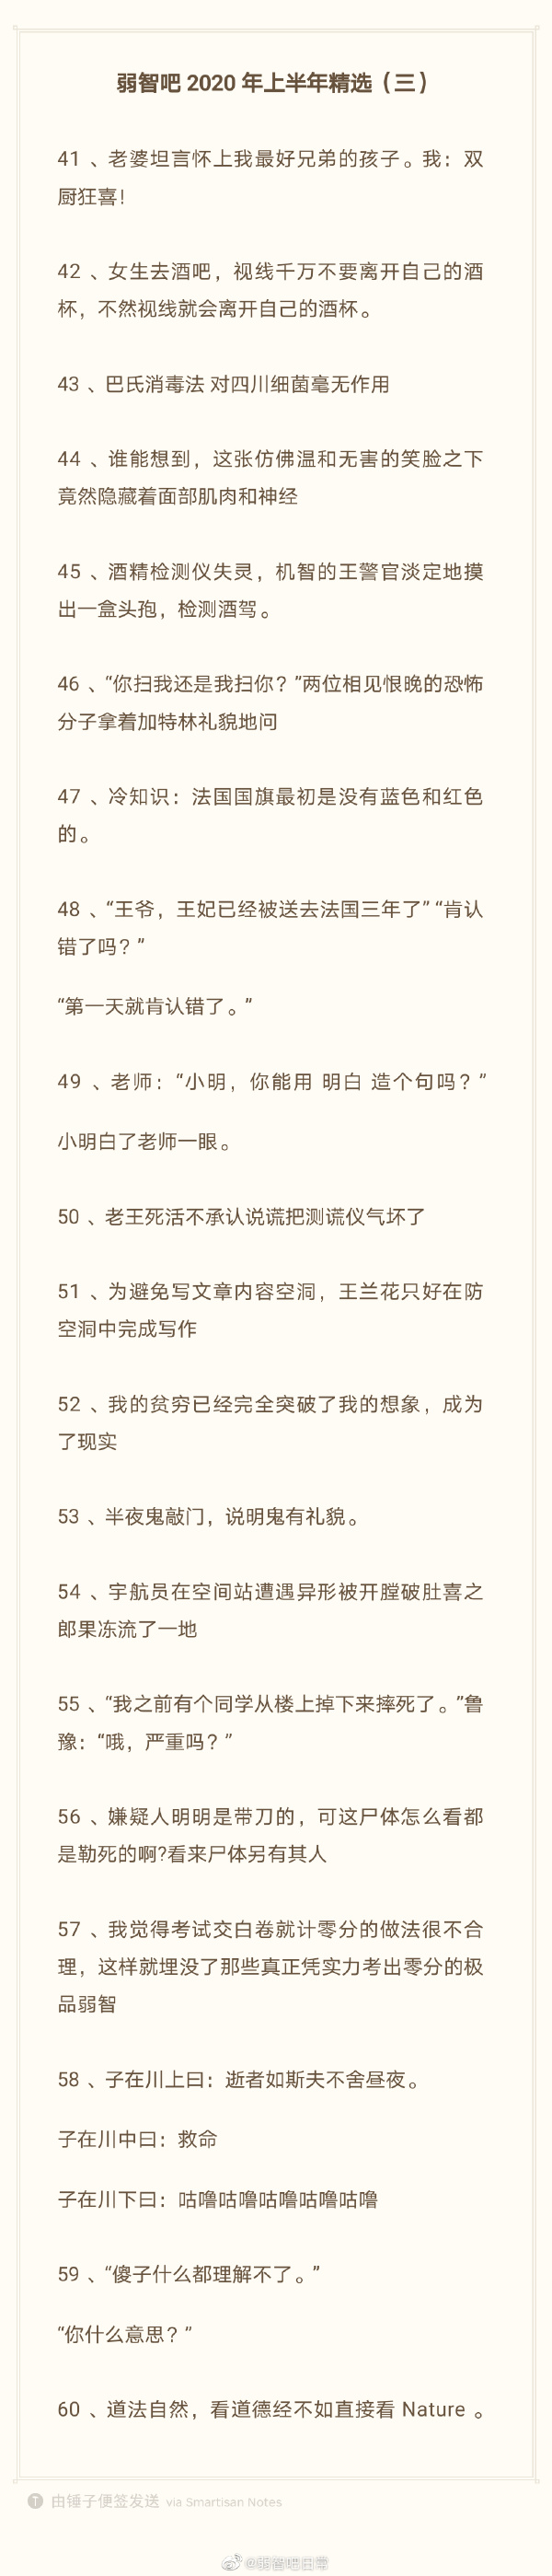 弱智吧 2020 年上半年精选（三）
41 、老婆坦言怀上我最好兄弟的孩子。我：双
厨狂喜！
42 、女生去酒吧，视线千万不要离开自己的酒
杯，不然视线就会离开自己的酒杯。
43 、巴氏消毒法 对四川细菌毫无作用
44 、谁能想到，这张仿佛温和无害的笑脸之下
竟然隐藏着面部肌肉和神经
45 、酒精检测仪失灵，机智的王警官淡定地摸
出一盒头孢，检测酒驾。
46 、“你扫我还是我扫你？”两位相见恨晚的恐怖
分子拿着加特林礼貌地问
47 、冷知识：法国国旗最初是没有蓝色和红色
的。
48 、“王爷，王妃已经被送去法国三年了” “肯认
错了吗？”
“第一天就肯认错了。”
49 、老师：“小明，你能用 明白 造个句吗？”
小明白了老师一眼。
50 、老王死活不承认说谎把测谎仪气坏了
51 、为避免写文章内容空洞，王兰花只好在防
空洞中完成写作
52 、我的贫穷已经完全突破了我的想象，成为
了现实
53 、半夜鬼敲门，说明鬼有礼貌。
54 、宇航员在空间站遭遇异形被开膛破肚喜之
郎果冻流了一地
55 、“我之前有个同学从楼上掉下来摔死了。”鲁
豫：“哦，严重吗？”
56 、嫌疑人明明是带刀的，可这尸体怎么看都
是勒死的啊?看来尸体另有其人
57 、我觉得考试交白卷就计零分的做法很不合
理，这样就埋没了那些真正凭实力考出零分的极
品弱智
58 、子在川上曰：逝者如斯夫不舍昼夜。
子在川中曰：救命
子在川下曰：咕噜咕噜咕噜咕噜咕噜
59 、“傻子什么都理解不了。”
“你什么意思？”
60 、道法自然，看道德经不如直接看 Nature 。
T 由锤子便签发送 via Smartisan Notes
@弱智吧日常